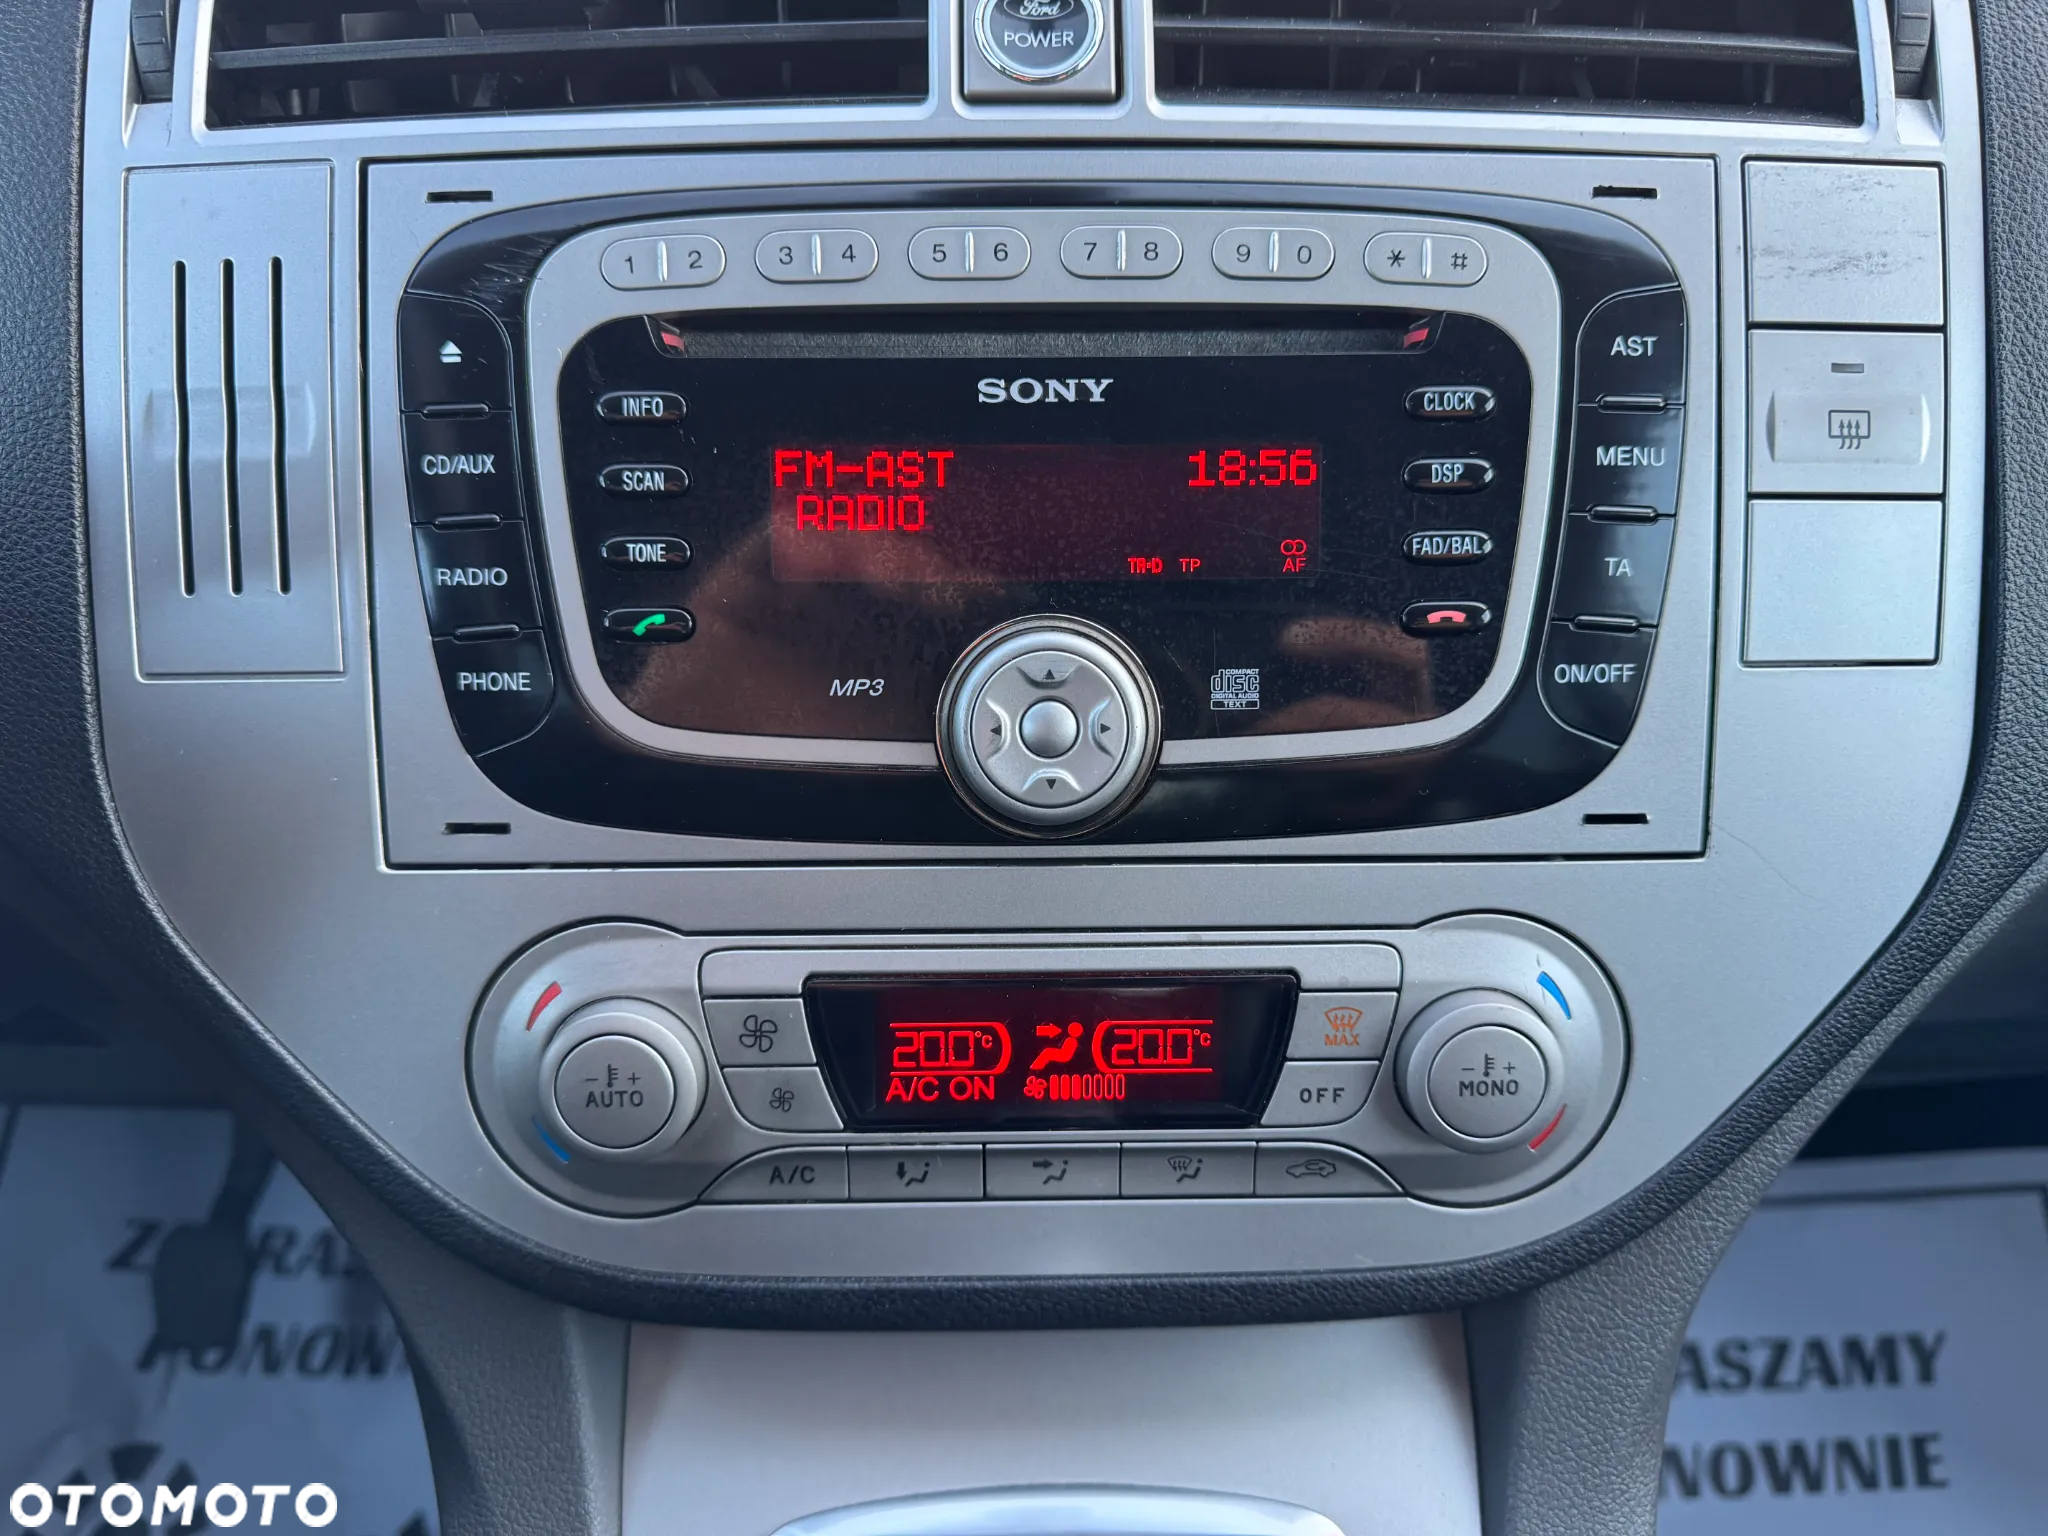 Ford
POWER
1 2 3 4 5 6 7 8 9 0 * #
SONY
INFO
SCAN
TONE
CD/AUX
RADIO
PHONE
CLOCK
DSP
FAD/BAL
AST
MENU
TA
ON/OFF
FM-AST 18:56
RADIO
TA-D TP AF
MP3
COMPACT
disc
DIGITAL AUDIO
TEXT
20.0°C 20.0°C
A/C ON
- +
AUTO
MAX
OFF
- +
MONO
A/C
ASZAMY
NOWNIE
OTOMOTO